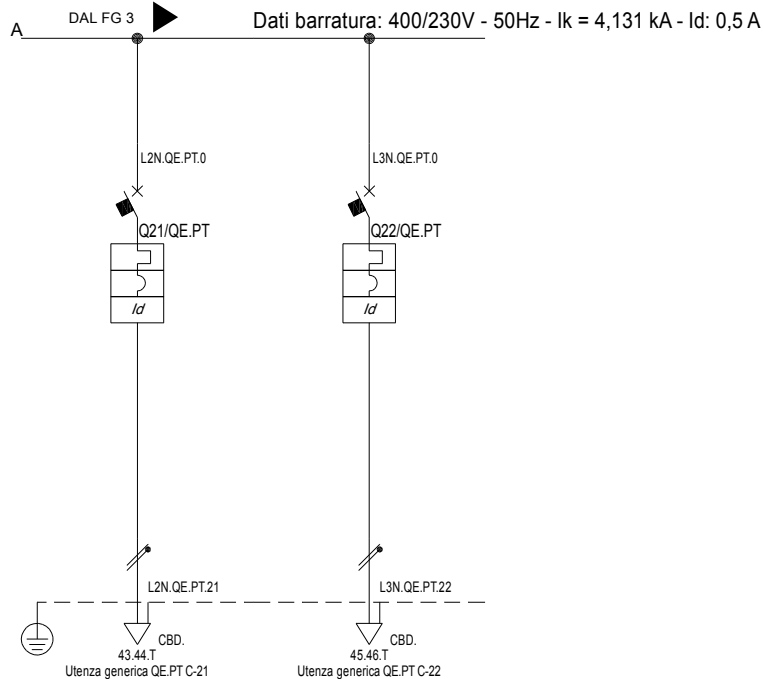 A
DAL FG 3
Dati barratura: 400/230V - 50Hz - Ik = 4,131 kA - Id: 0,5 A
L2N.QE.PT.0
L3N.QE.PT.0
Q21/QE.PT
Q22/QE.PT
Id
Id
L2N.QE.PT.21
L3N.QE.PT.22
CBD.
CBD.
43.44.T
45.46.T
Utenza generica QE.PT C-21
Utenza generica QE.PT C-22